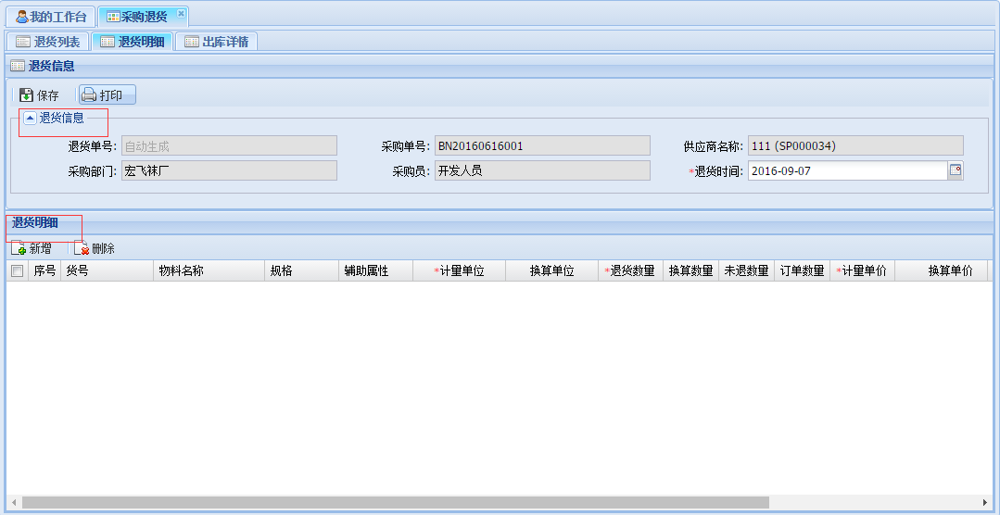 我的工作台 采购退货
退货列表 退货明细 出库详情
退货信息
保存 打印
退货信息
退货单号: 自动生成 采购单号: BN20160616001 供应商名称: 111 (SP000034)
采购部门: 宏飞袜厂 采购员: 开发人员 *退货时间: 2016-09-07
退货明细
新增 删除
序号 货号 物料名称 规格 辅助属性 *计量单位 换算单位 *退货数量 换算数量 未退数量 订单数量 *计量单价 换算单价